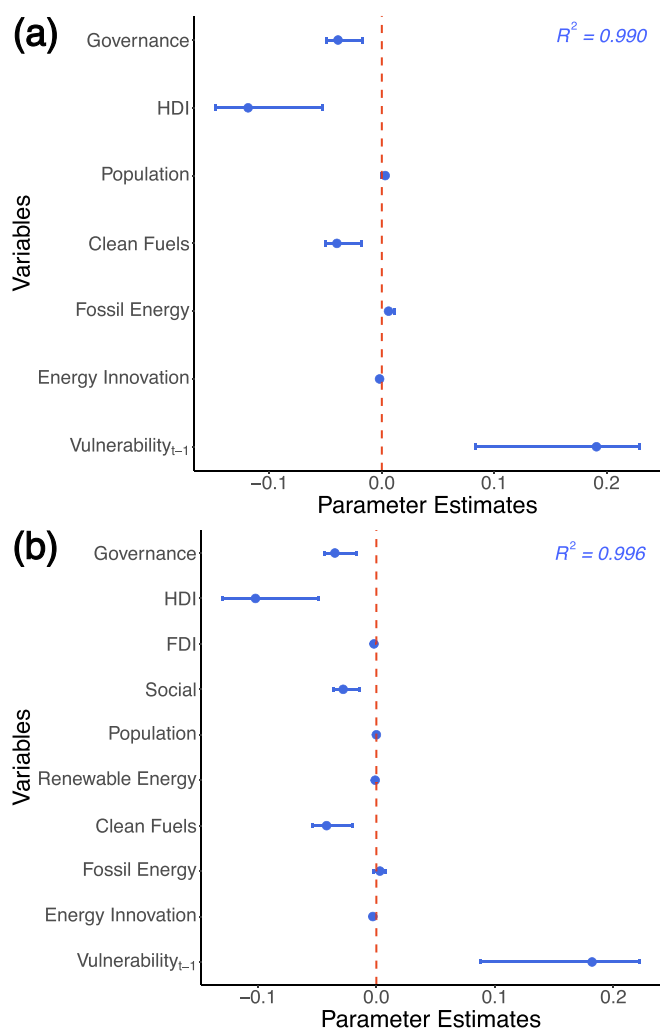 (a)
R² = 0.990
Governance
HDI
Population
Clean Fuels
Fossil Energy
Energy Innovation
Vulnerabilityt−1
Variables
−0.1 0.0 0.1 0.2
Parameter Estimates
(b)
R² = 0.996
Governance
HDI
FDI
Social
Population
Renewable Energy
Clean Fuels
Fossil Energy
Energy Innovation
Vulnerabilityt−1
Variables
−0.1 0.0 0.1 0.2
Parameter Estimates